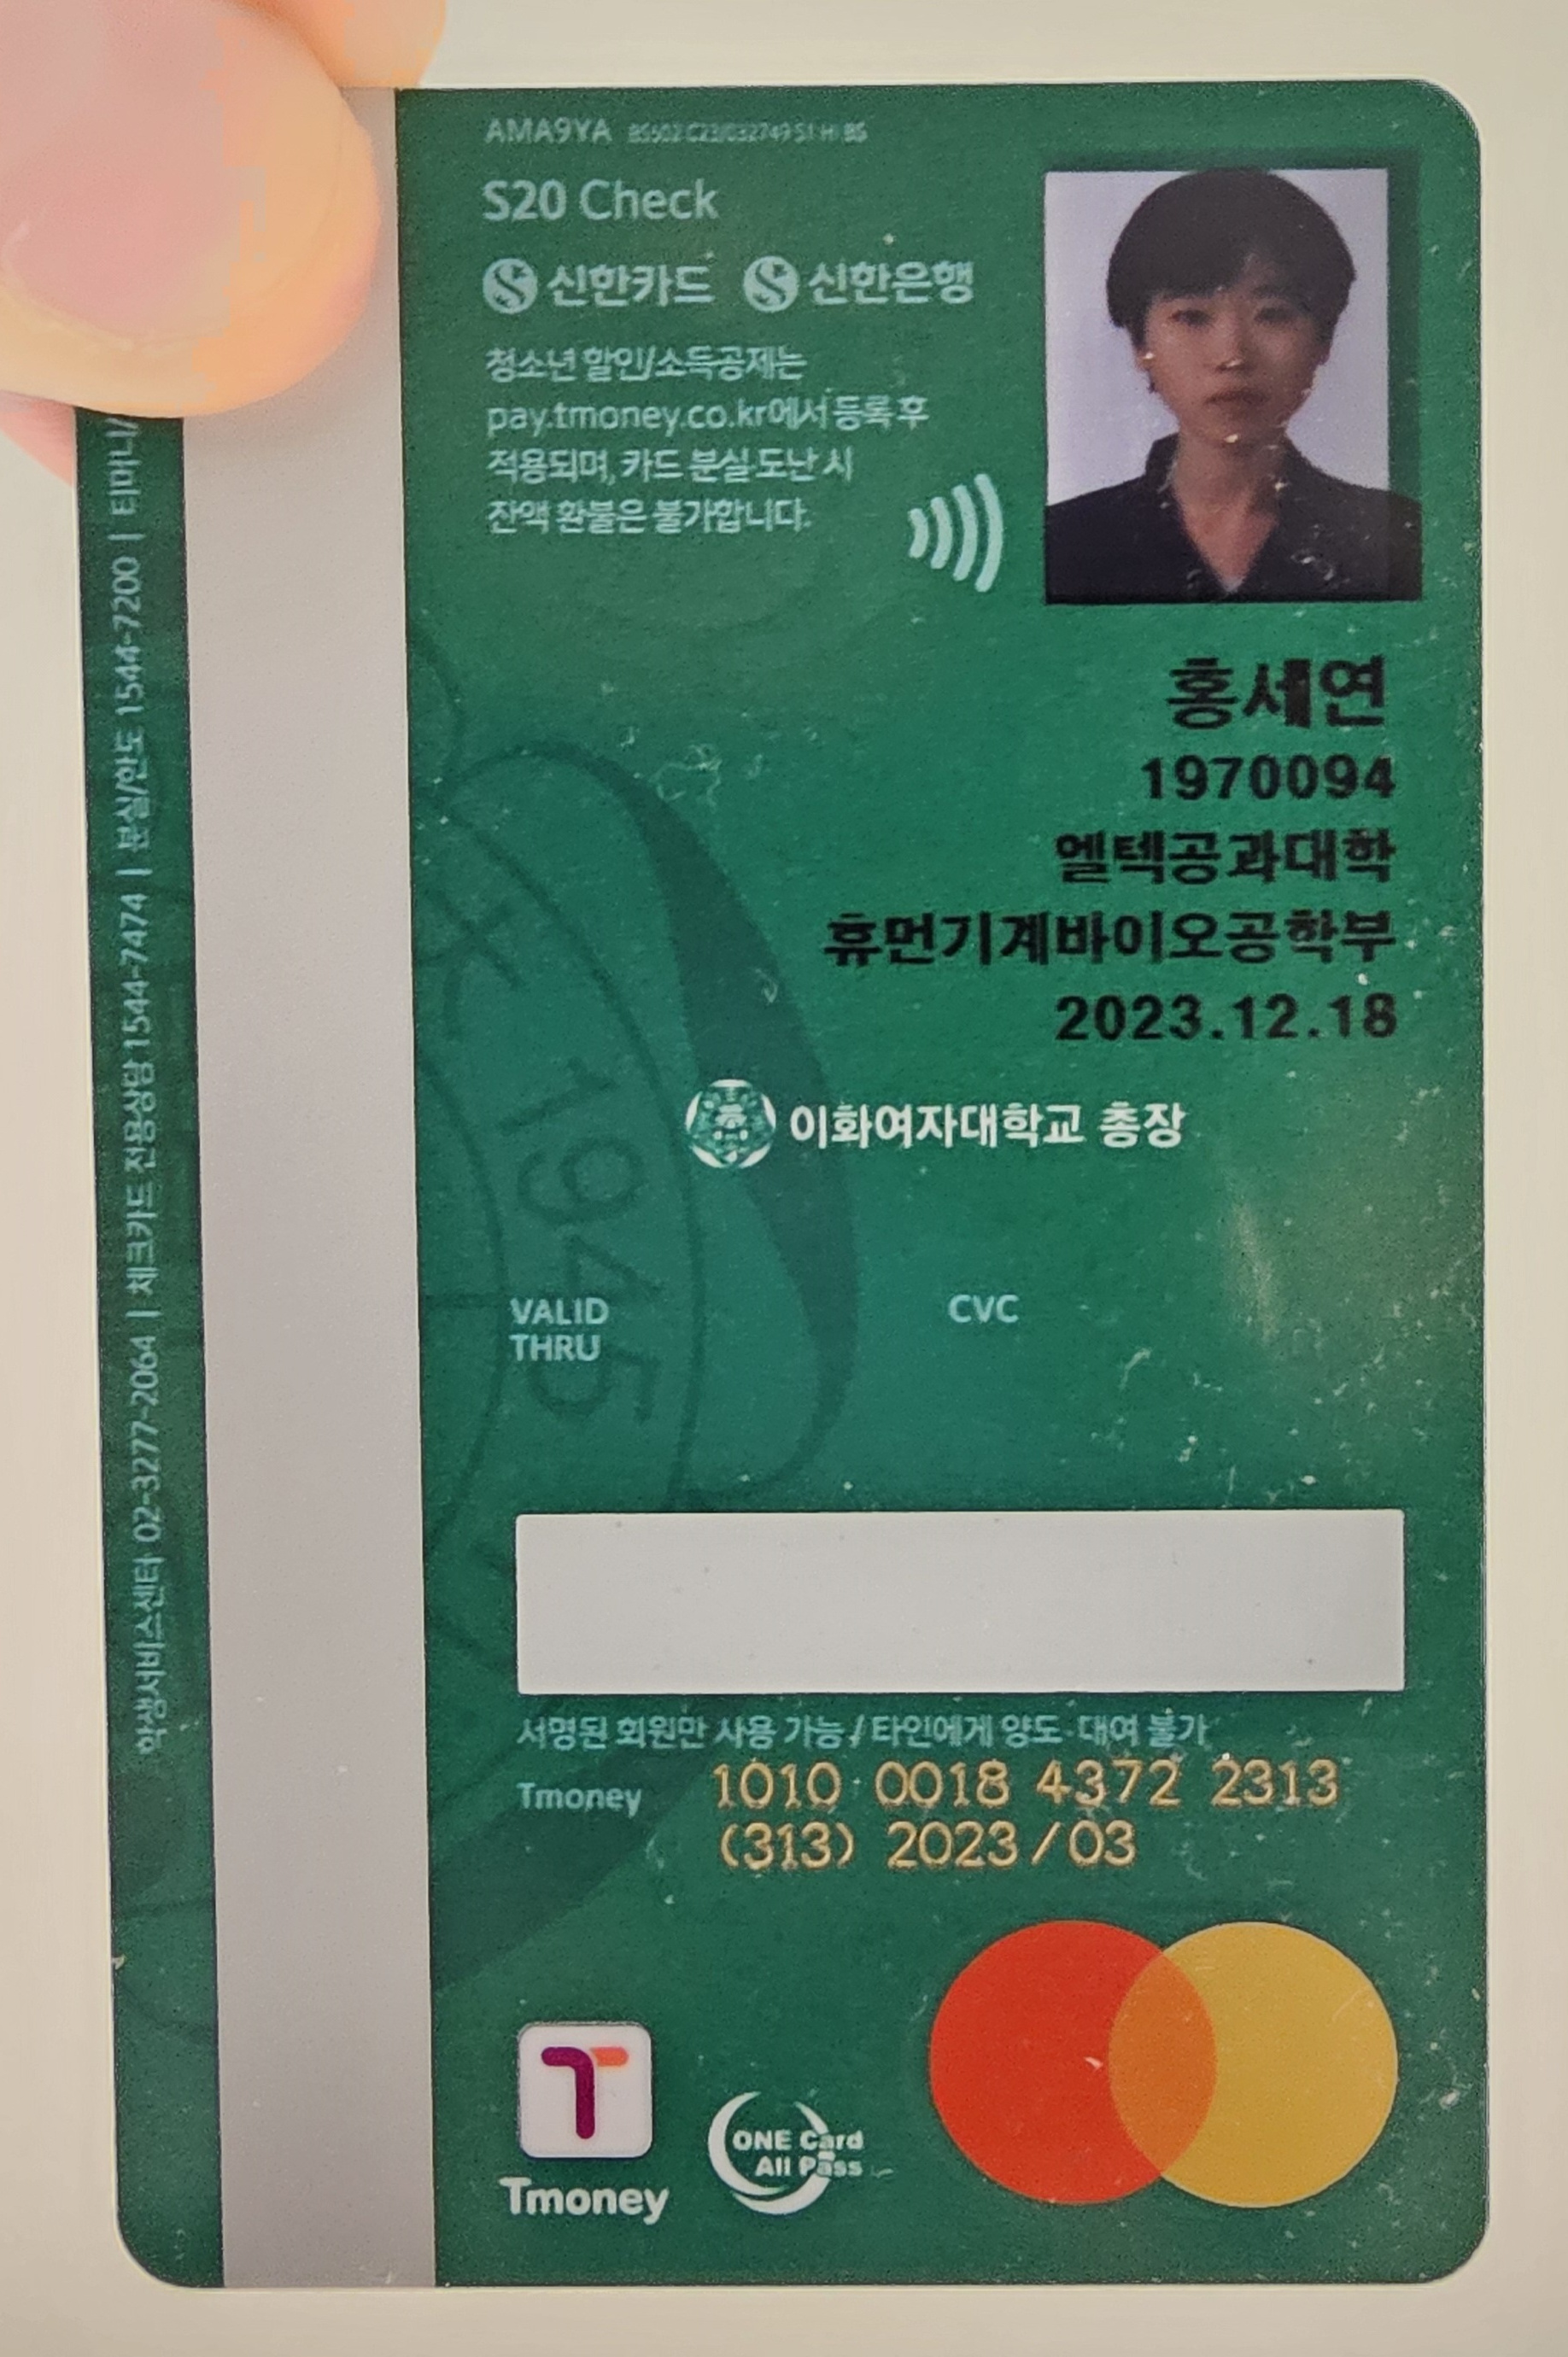 AMA9YA
S20 Check
신한카드 신한은행
청소년 할인/소득공제는
pay.tmoney.co.kr에서 등록 후
적용되며, 카드 분실·도난 시
잔액 환불은 불가합니다.
홍세연
1970094
엘텍공과대학
휴먼기계바이오공학부
2023.12.18
이화여자대학교 총장
1945
VALID
THRU
CVC
서명된 회원만 사용 가능 / 타인에게 양도·대여 불가
Tmoney 1010 0018 4372 2313
(313) 2023/03
Tmoney
ONE Card
All Pass
학생서비스센터 02-3277-2064 | 체크카드 전용상담 1544-7474 | 분실/한도 1544-7200 | 티머니/